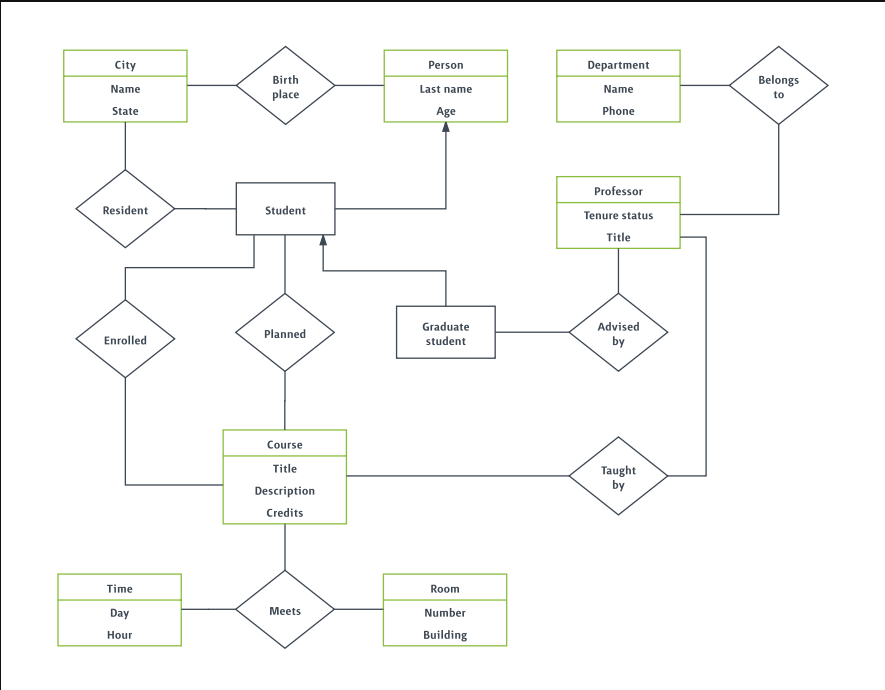 City
Name
State
Birth
place
Person
Last name
Age
Department
Name
Phone
Belongs
to
Resident
Student
Professor
Tenure status
Title
Enrolled
Planned
Graduate
student
Advised
by
Course
Title
Description
Credits
Taught
by
Time
Day
Hour
Meets
Room
Number
Building